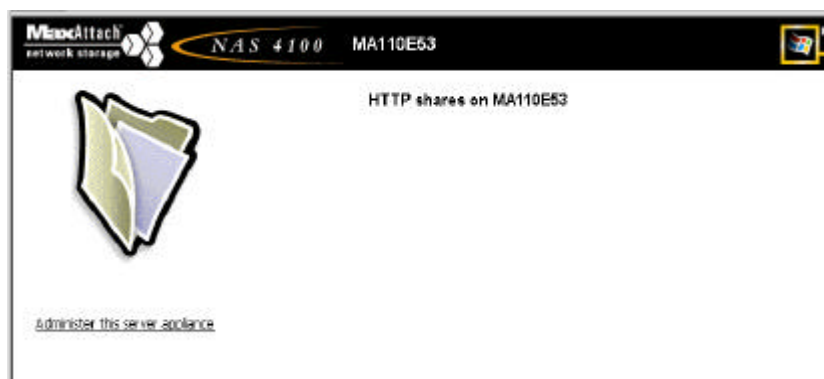 MaxAttach
network storage
NAS 4100
MA110E53
HTTP shares on MA110E53
Administer this server appliance